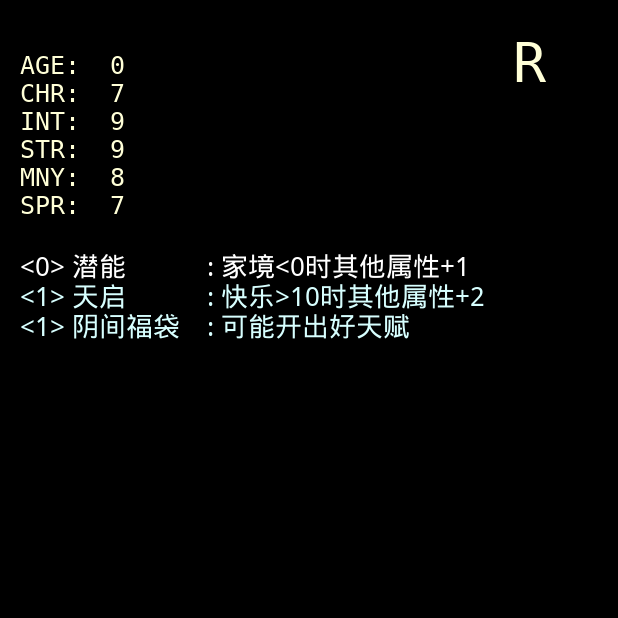 R
AGE: 0
CHR: 7
INT: 9
STR: 9
MNY: 8
SPR: 7
<0> 潜能 : 家境<0时其他属性+1
<1> 天启 : 快乐>10时其他属性+2
<1> 阴间福袋 : 可能开出好天赋